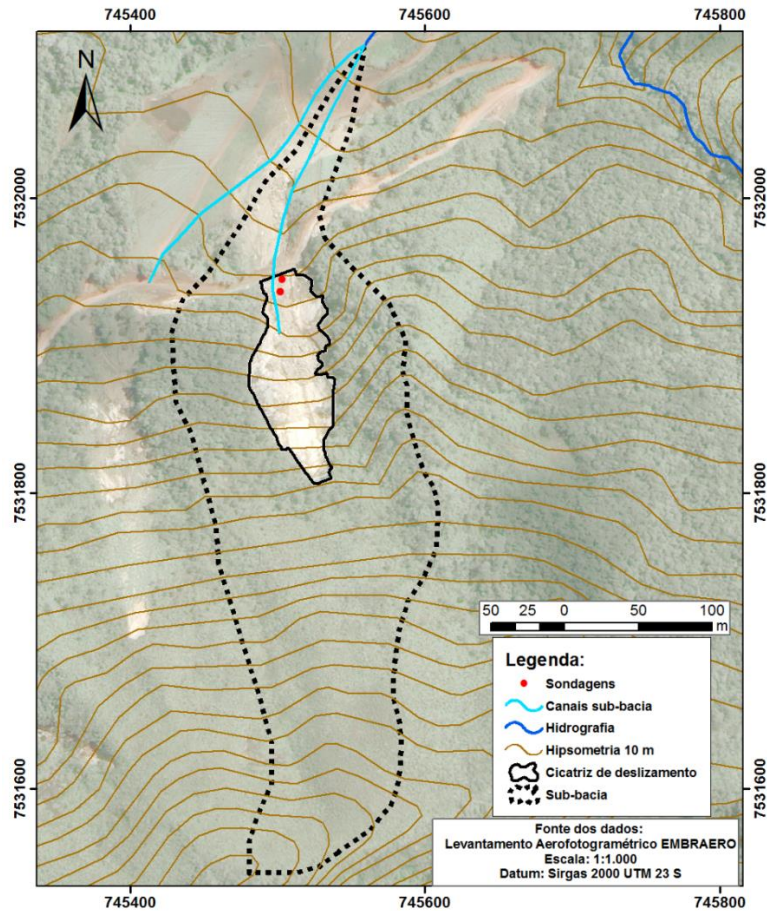 745400 745600 745800
N
7532000 7532000
7531800 7531800
50 25 0 50 100
m
Legenda:
Sondagens
Canais sub-bacia
Hidrografia
Hipsometria 10 m
Cicatriz de deslizamento
Sub-bacia
7531600 7531600
Fonte dos dados:
Levantamento Aerofotogramétrico EMBRAERO
Escala: 1:1.000
Datum: Sirgas 2000 UTM 23 S
745400 745600 745800